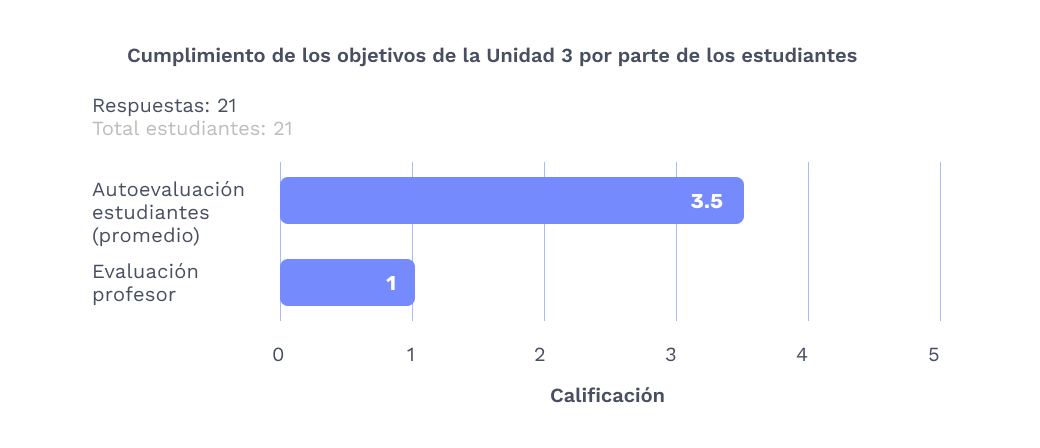 Cumplimiento de los objetivos de la Unidad 3 por parte de los estudiantes
Respuestas: 21
Total estudiantes: 21
Autoevaluación
estudiantes
(promedio)
3.5
Evaluación
profesor
1
0 1 2 3 4 5
Calificación